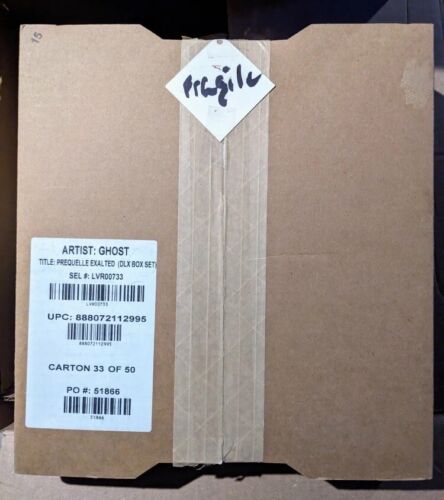 15
Fragile
ARTIST: GHOST
TITLE: PREQUELLE EXALTED (DLX BOX SET)
SEL #: LVR00733
LVR00733
UPC: 888072112995
888072112995
CARTON 33 OF 50
PO #: 51866
51866